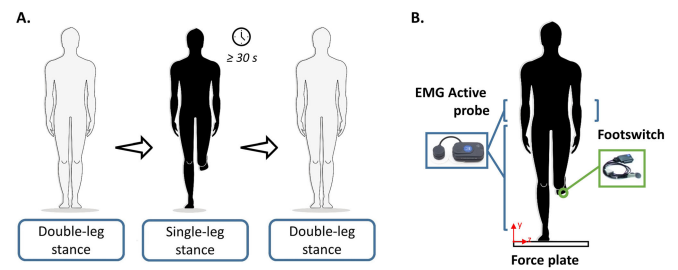 A.
≥ 30 s
Double-leg
stance
Single-leg
stance
Double-leg
stance
B.
EMG Active
probe
Footswitch
y
z
Force plate